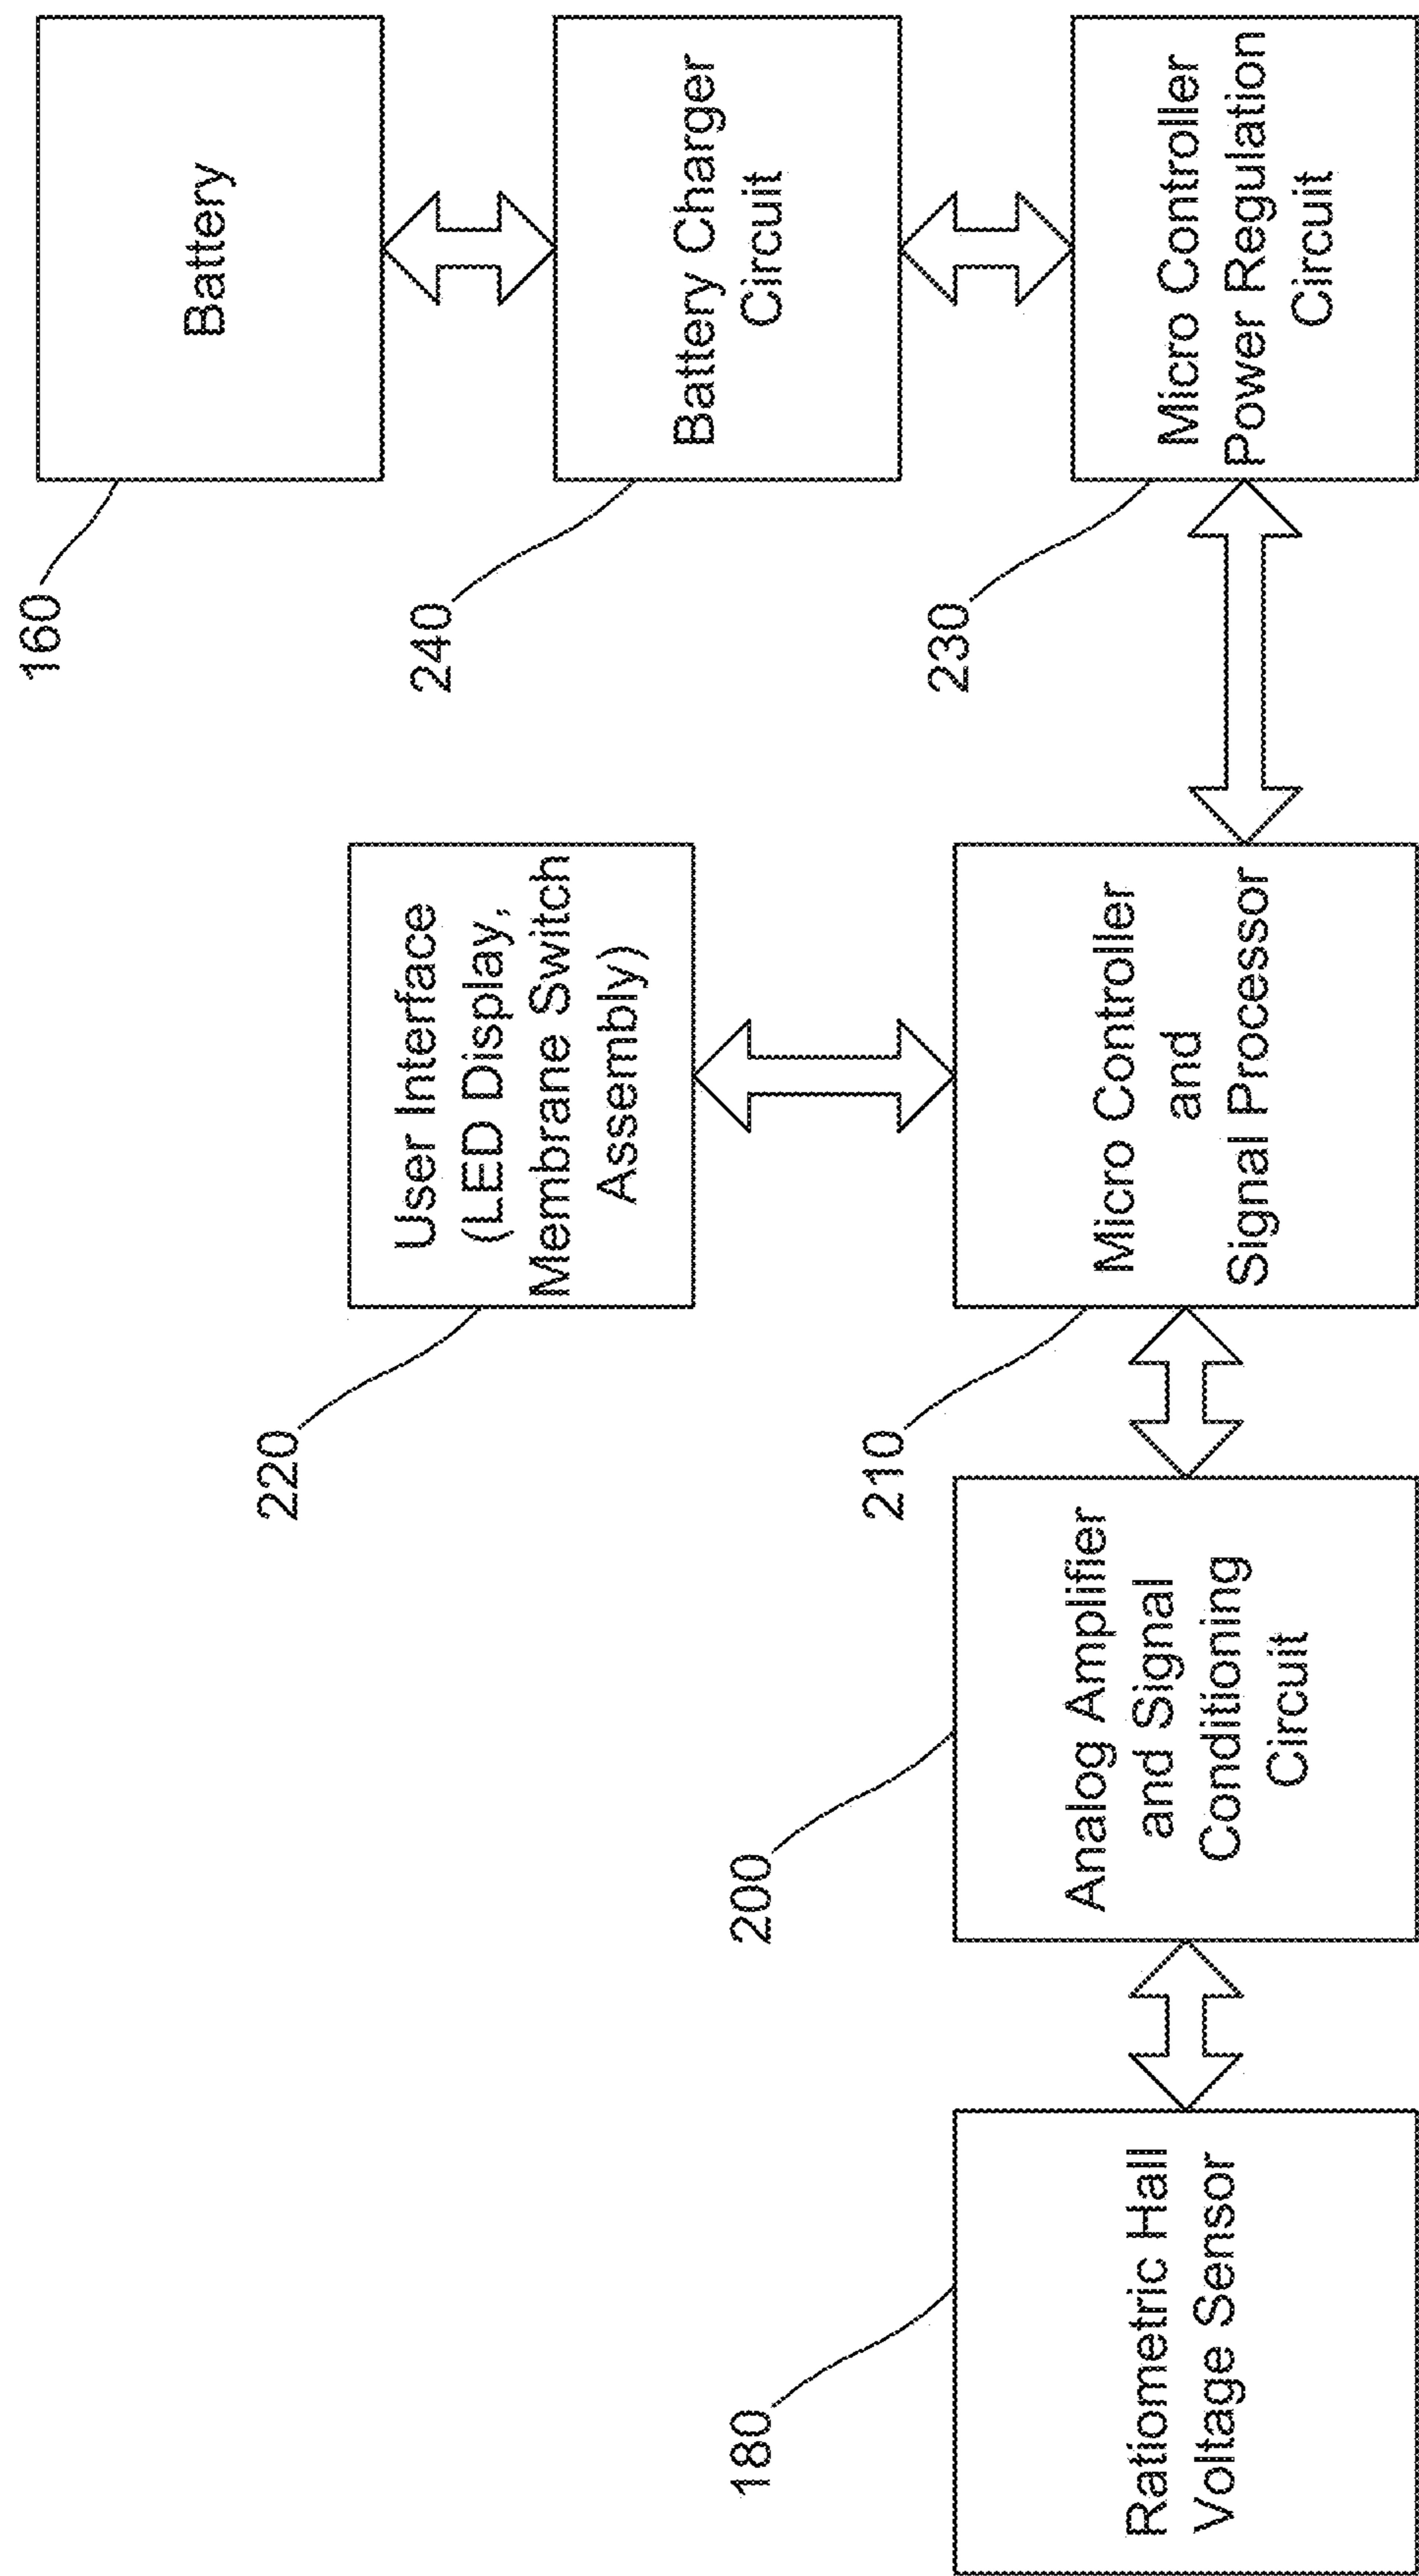 180
Ratiometric Hall
Voltage Sensor
200
Analog Amplifier
and Signal
Conditioning
Circuit
220
User Interface
(LED Display,
Membrane Switch
Assembly)
210
Micro Controller
and
Signal Processor
160
Battery
240
Battery Charger
Circuit
230
Micro Controller
Power Regulation
Circuit